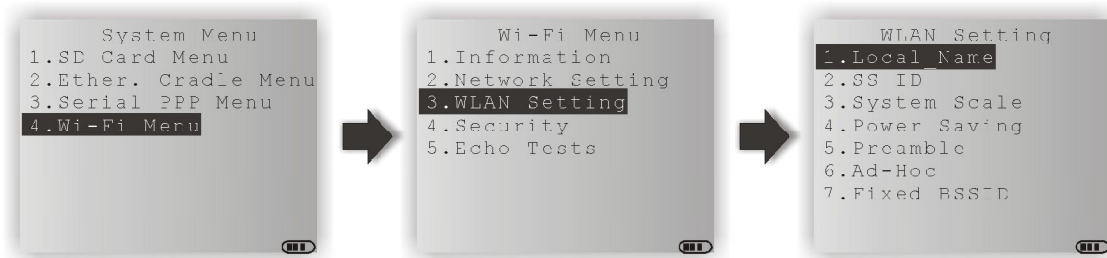 System Menu
1.SD Card Menu
2.Ether. Cradle Menu
3.Serial PPP Menu
4.Wi-Fi Menu
Wi-Fi Menu
1.Information
2.Network Setting
3.WLAN Setting
4.Security
5.Echo Tests
WLAN Setting
1.Local_Name
2.SS ID
3.System Scale
4.Power Saving
5.Preamble
6.Ad-Hoc
7.Fixed BSSID